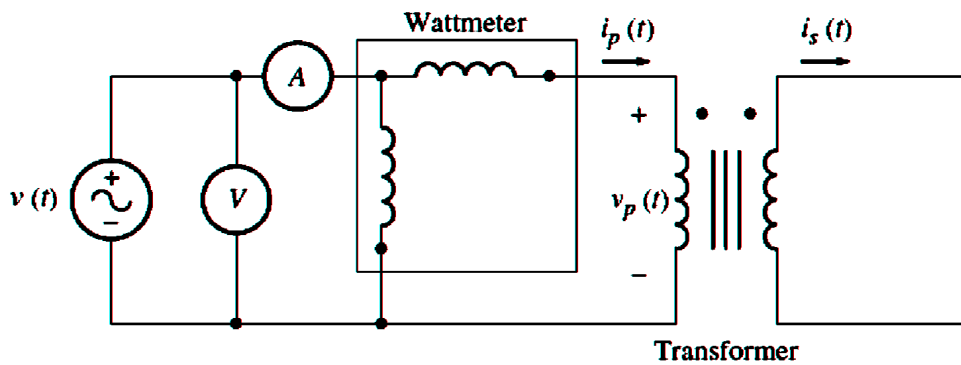 Wattmeter
i_p (t)
i_s (t)
A
+
v (t)
+
−
V
v_p (t)
−
Transformer